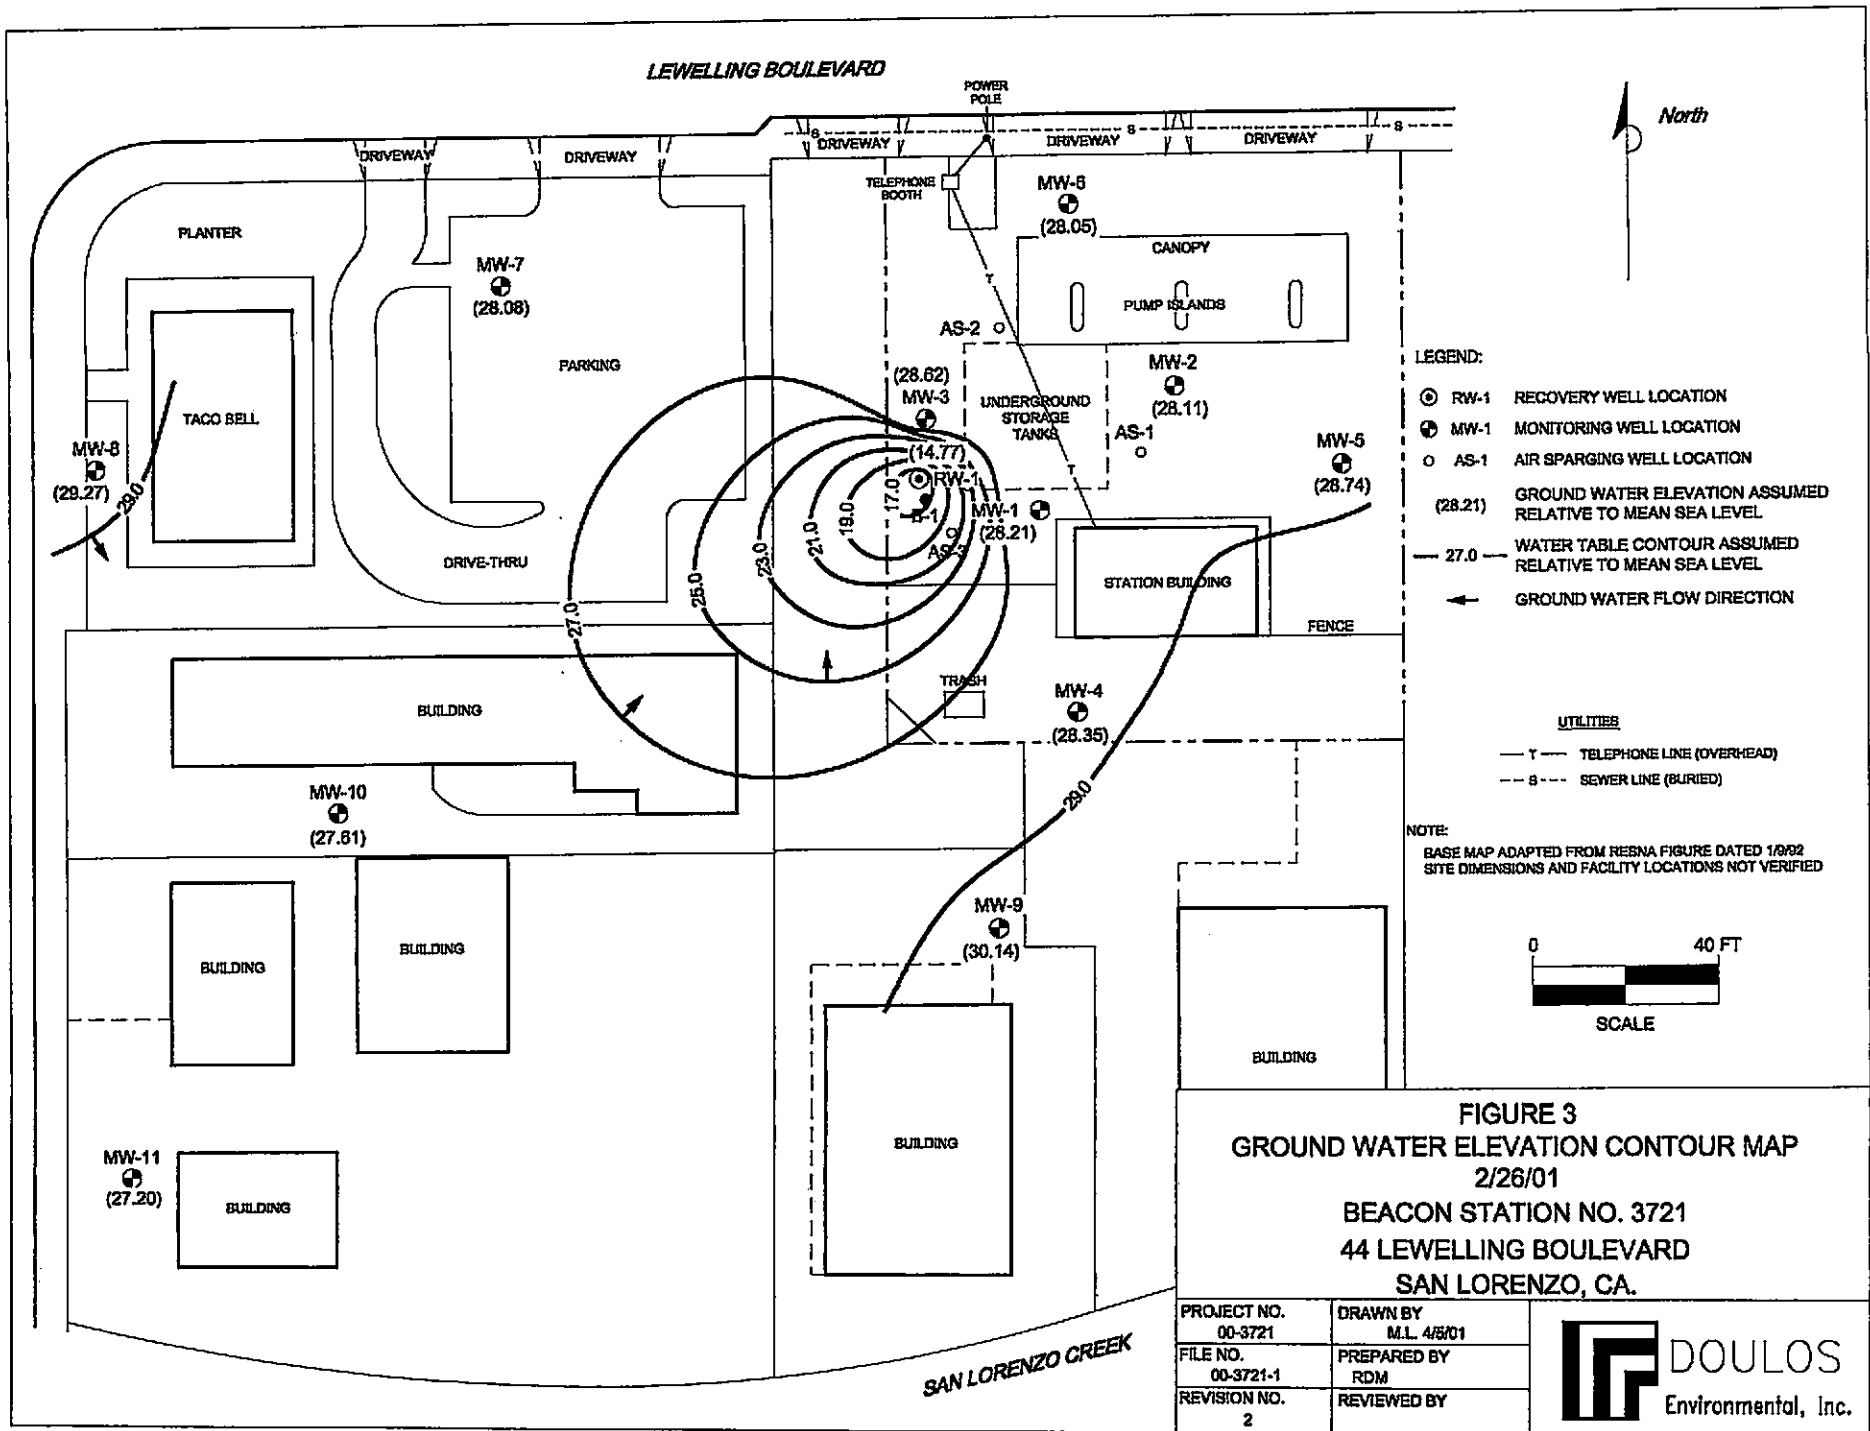 LEWELLING BOULEVARD
POWER
POLE
North
S
S
S
DRIVEWAY
DRIVEWAY
DRIVEWAY
DRIVEWAY
DRIVEWAY
TELEPHONE
BOOTH
MW-6
(28.05)
PLANTER
CANOPY
MW-7
(28.08)
T
PUMP ISLANDS
AS-2
PARKING
MW-2
(28.11)
(28.62)
MW-3
UNDERGROUND
STORAGE
TANKS
TACO BELL
AS-1
MW-8
(29.27)
29.0
(14.77)
RW-1
T
MW-5
(28.74)
17.0
19.0
21.0
23.0
25.0
27.0
MW-1
(28.21)
AS-3
DRIVE-THRU
STATION BUILDING
FENCE
LEGEND:
RW-1 RECOVERY WELL LOCATION
MW-1 MONITORING WELL LOCATION
AS-1 AIR SPARGING WELL LOCATION
(28.21) GROUND WATER ELEVATION ASSUMED
RELATIVE TO MEAN SEA LEVEL
27.0 WATER TABLE CONTOUR ASSUMED
RELATIVE TO MEAN SEA LEVEL
GROUND WATER FLOW DIRECTION
TRASH
BUILDING
MW-4
(28.35)
29.0
UTILITIES
T TELEPHONE LINE (OVERHEAD)
S SEWER LINE (BURIED)
MW-10
(27.61)
NOTE:
BASE MAP ADAPTED FROM RESNA FIGURE DATED 1/9/92
SITE DIMENSIONS AND FACILITY LOCATIONS NOT VERIFIED
BUILDING
BUILDING
MW-9
(30.14)
0 40 FT
SCALE
BUILDING
BUILDING
MW-11
(27.20)
BUILDING
SAN LORENZO CREEK
FIGURE 3
GROUND WATER ELEVATION CONTOUR MAP
2/26/01
BEACON STATION NO. 3721
44 LEWELLING BOULEVARD
SAN LORENZO, CA.
PROJECT NO.
00-3721
DRAWN BY
M.L. 4/5/01
FILE NO.
00-3721-1
PREPARED BY
RDM
REVISION NO.
2
REVIEWED BY
DOULOS
Environmental, Inc.